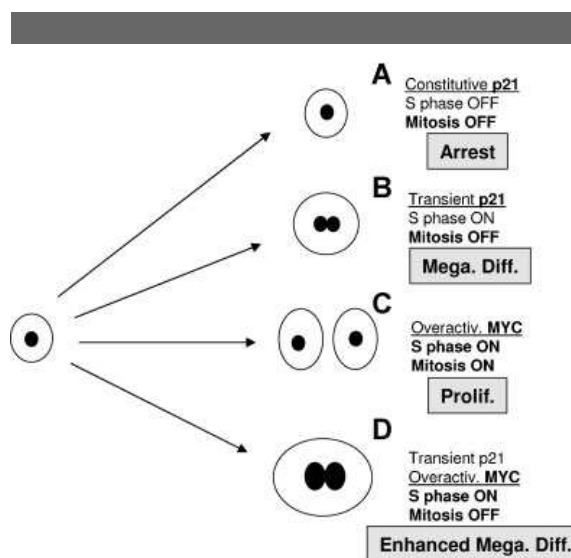 A
Constitutive p21
S phase OFF
Mitosis OFF
Arrest
B
Transient p21
S phase ON
Mitosis OFF
Mega. Diff.
C
Overactiv. MYC
S phase ON
Mitosis ON
Prolif.
D
Transient p21
Overactiv. MYC
S phase ON
Mitosis OFF
Enhanced Mega. Diff.